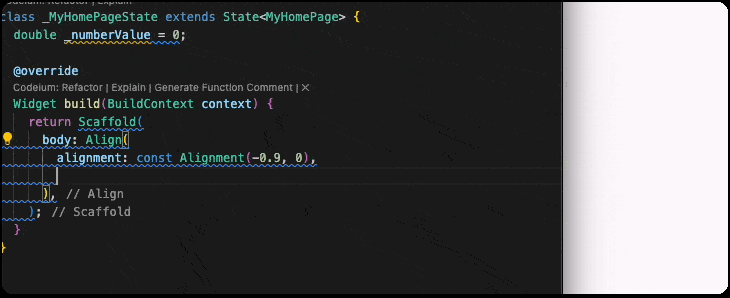 Codeium: Refactor | Explain
class _MyHomePageState extends State<MyHomePage> {
double _numberValue = 0;
@override
Codeium: Refactor | Explain | Generate Function Comment | ✕
Widget build(BuildContext context) {
return Scaffold(
body: Align(
alignment: const Alignment(-0.9, 0),
), // Align
); // Scaffold
}
}